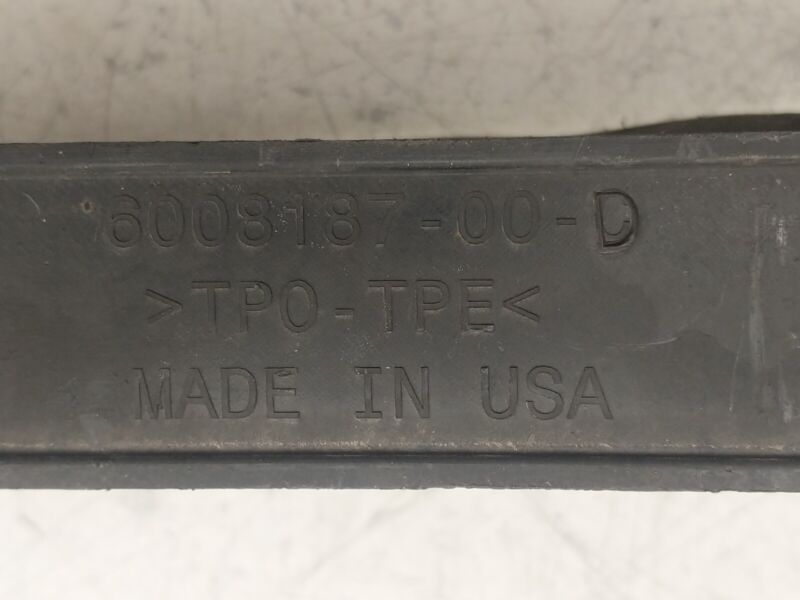 6008187-00-D
>TPO-TPE<
MADE IN USA